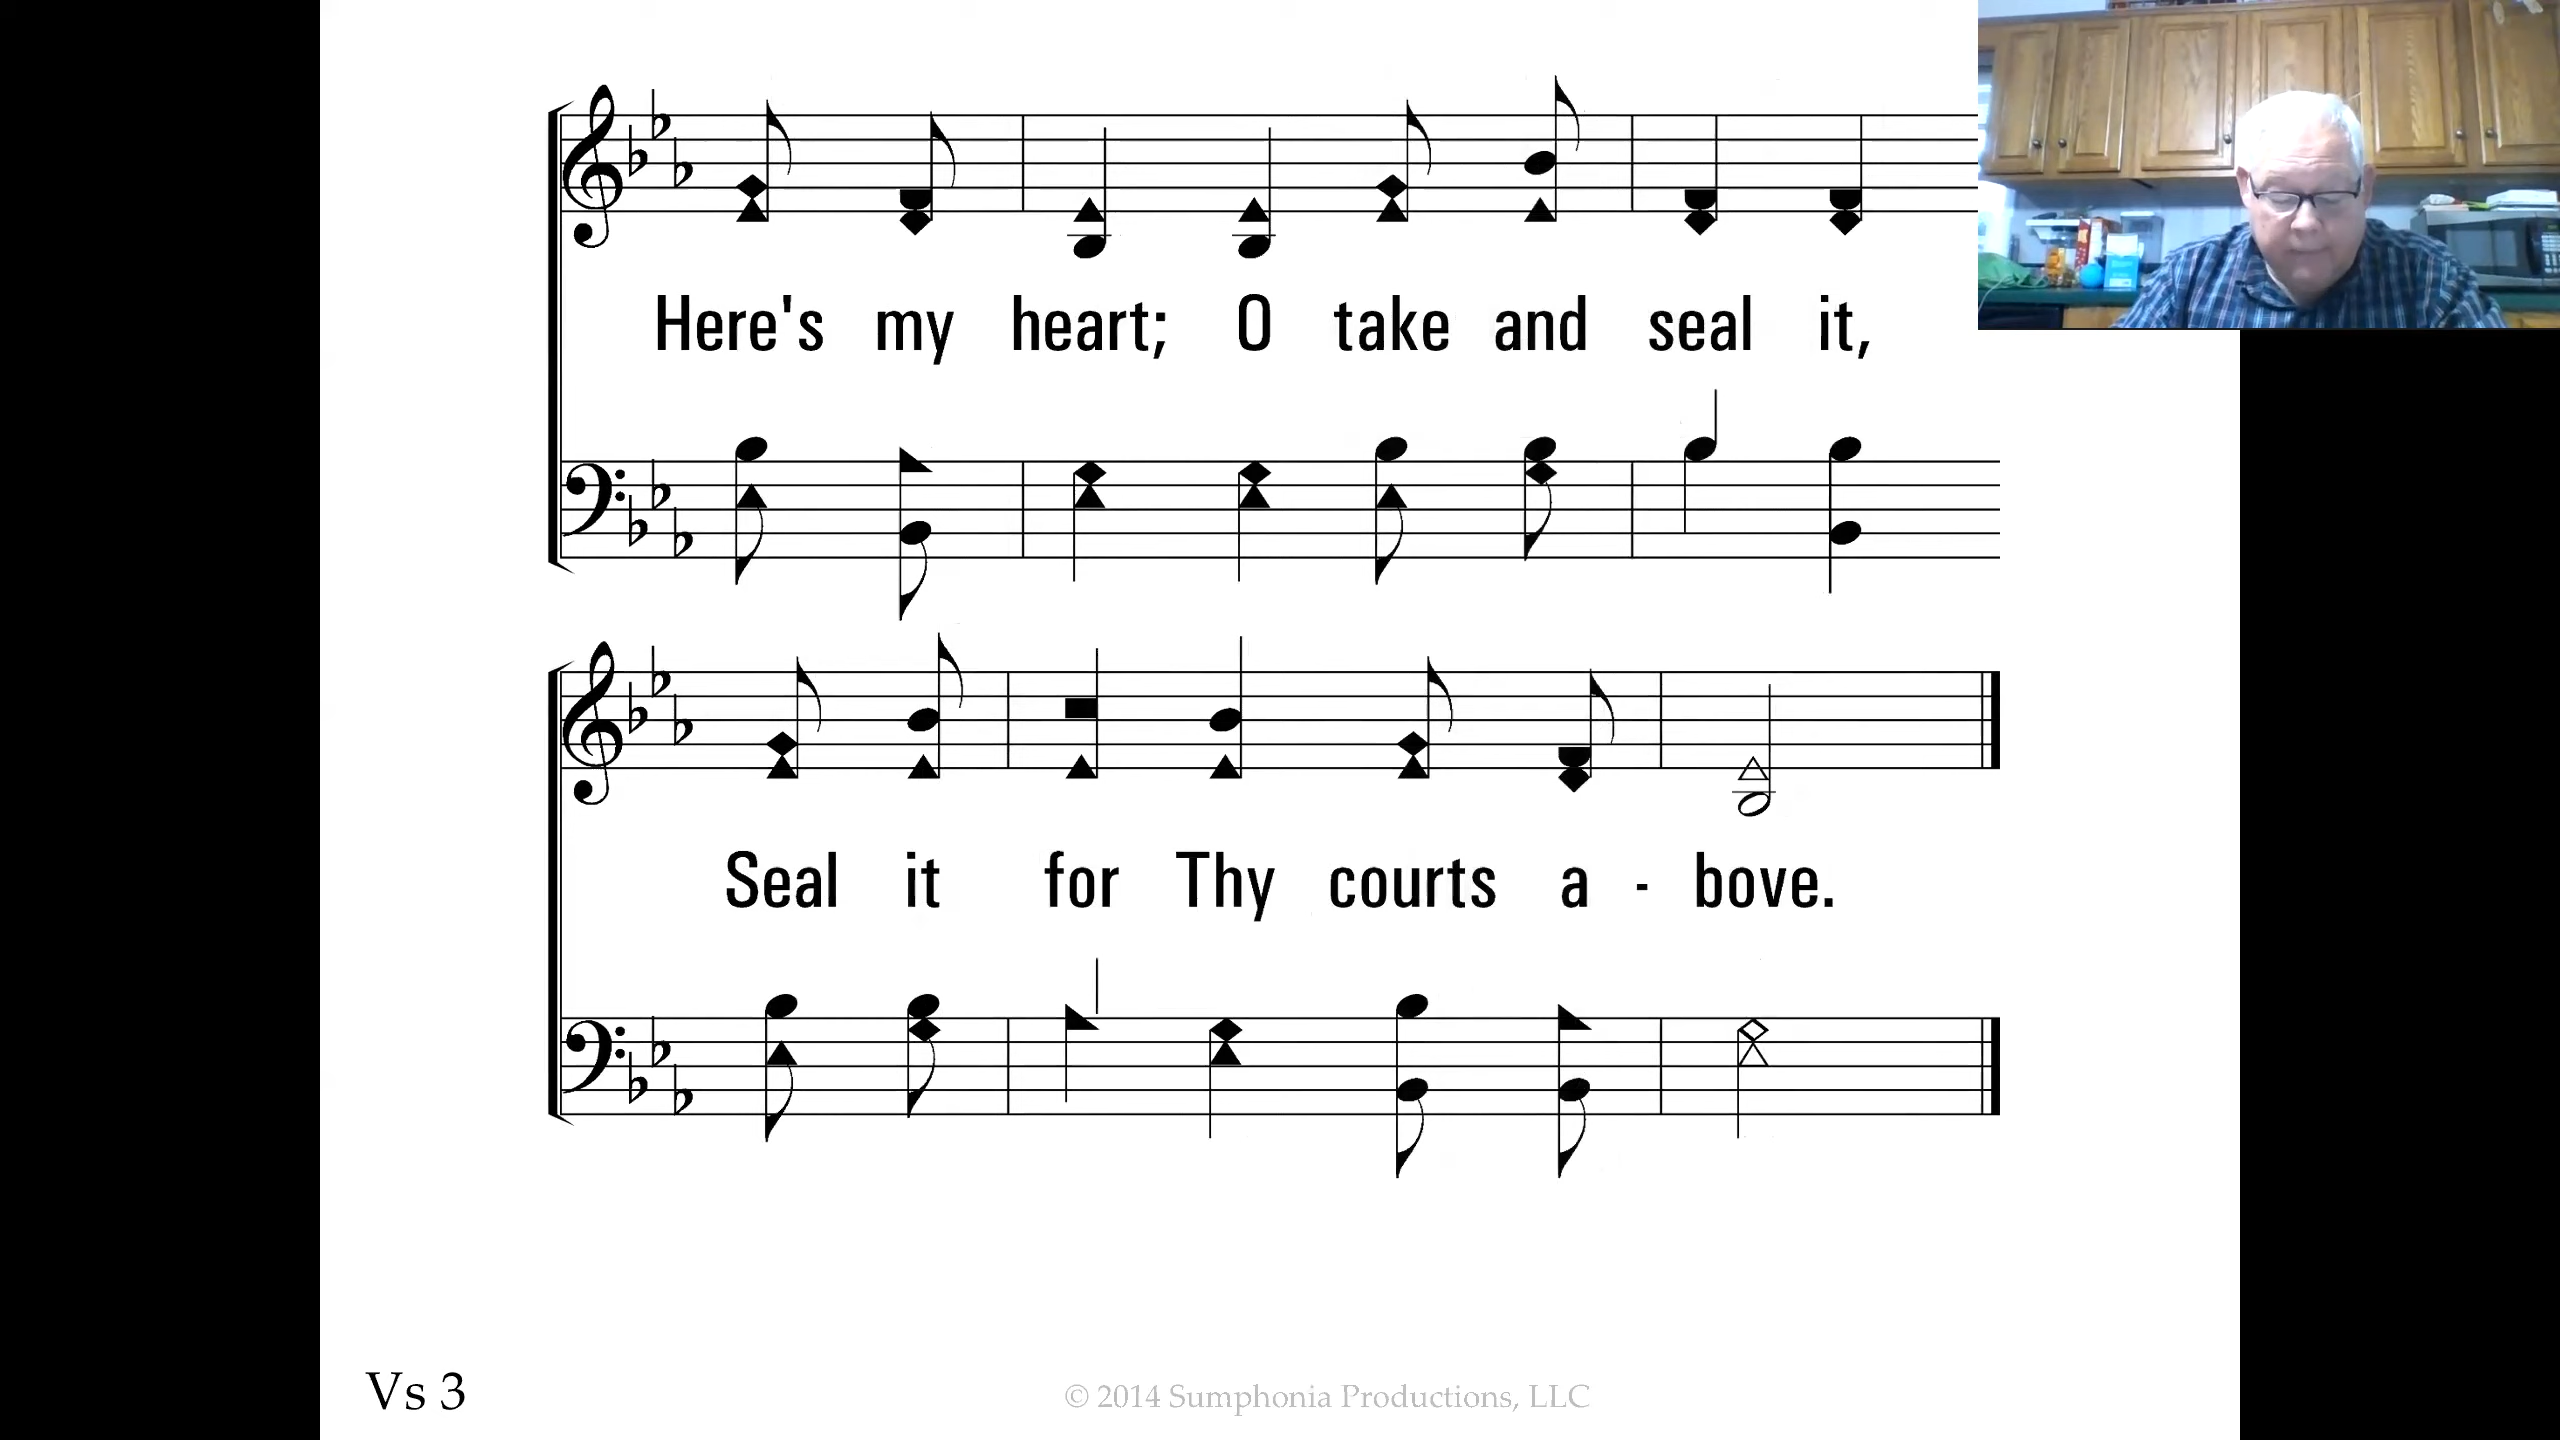 Here's my heart; O take and seal it,
Seal it for Thy courts a - bove.
Vs 3
© 2014 Sumphonia Productions, LLC